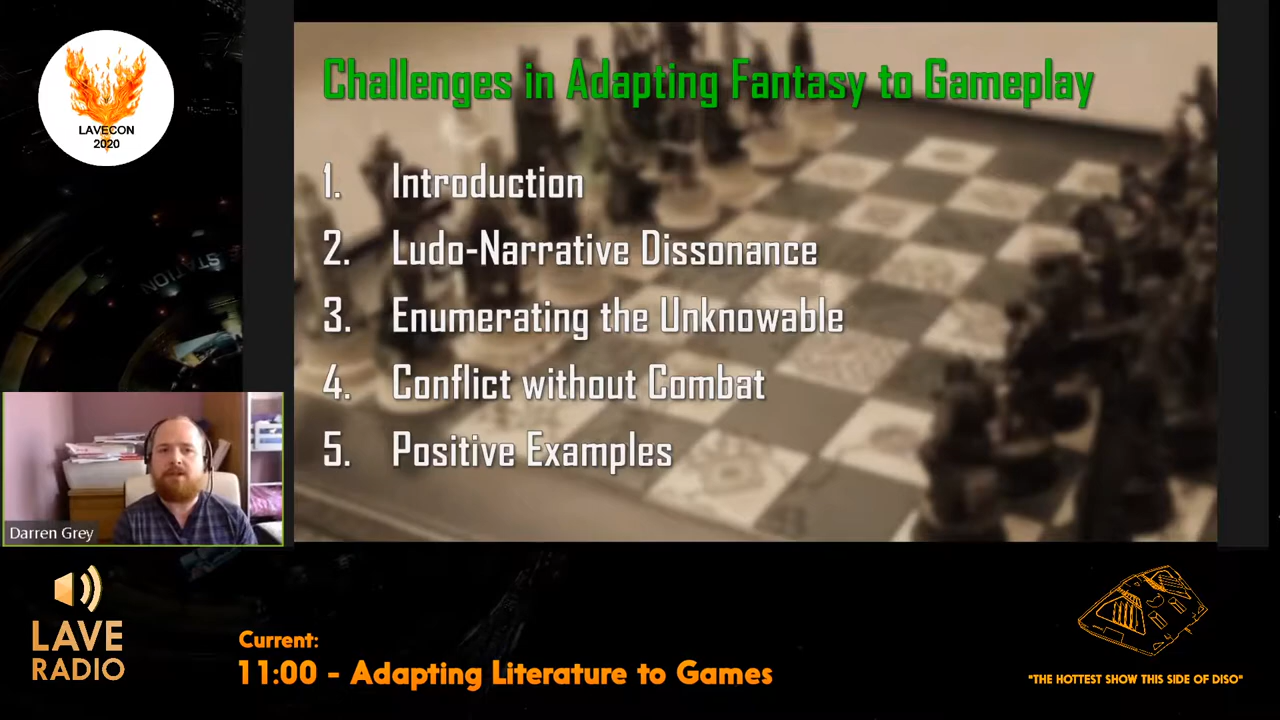 LAVECON
2020
Challenges in Adapting Fantasy to Gameplay
1. Introduction
2. Ludo-Narrative Dissonance
3. Enumerating the Unknowable
4. Conflict without Combat
5. Positive Examples
STATION
Darren Grey
LAVE
RADIO
Current:
11:00 - Adapting Literature to Games
"THE HOTTEST SHOW THIS SIDE OF DISO"